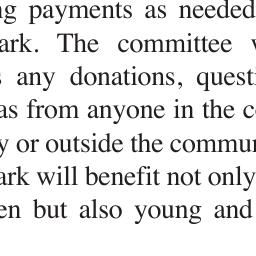 ng payments as needed
ark. The committee
s any donations, questi
as from anyone in the c
y or outside the commun
ark will benefit not only
en but also young and